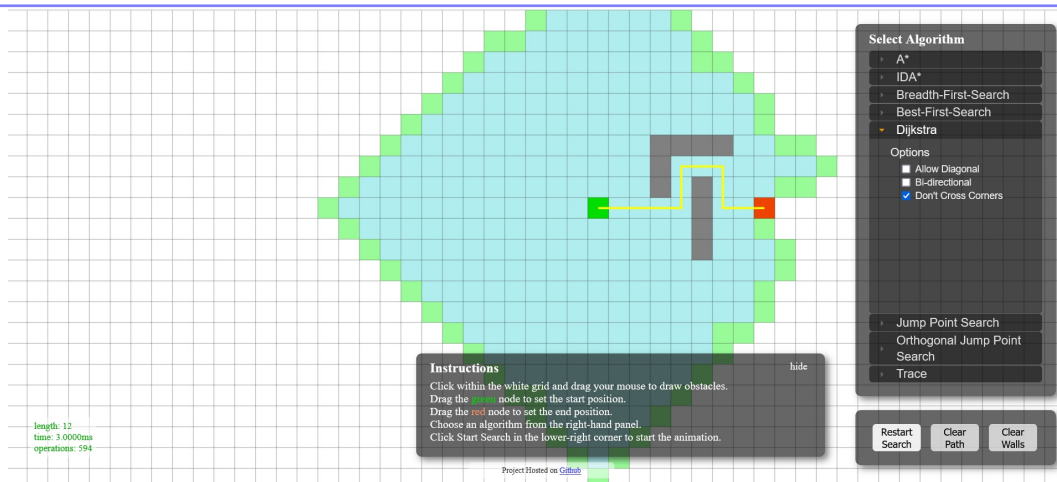 Select Algorithm
A*
IDA*
Breadth-First-Search
Best-First-Search
Dijkstra
Options
Allow Diagonal
Bi-directional
Don't Cross Corners
Jump Point Search
Orthogonal Jump Point
Search
Trace
Instructions
hide
Click within the white grid and drag your mouse to draw obstacles.
Drag the green node to set the start position.
Drag the red node to set the end position.
Choose an algorithm from the right-hand panel.
Click Start Search in the lower-right corner to start the animation.
length: 12
time: 3.0000ms
operations: 594
Restart
Search
Clear
Path
Clear
Walls
Project Hosted on Github